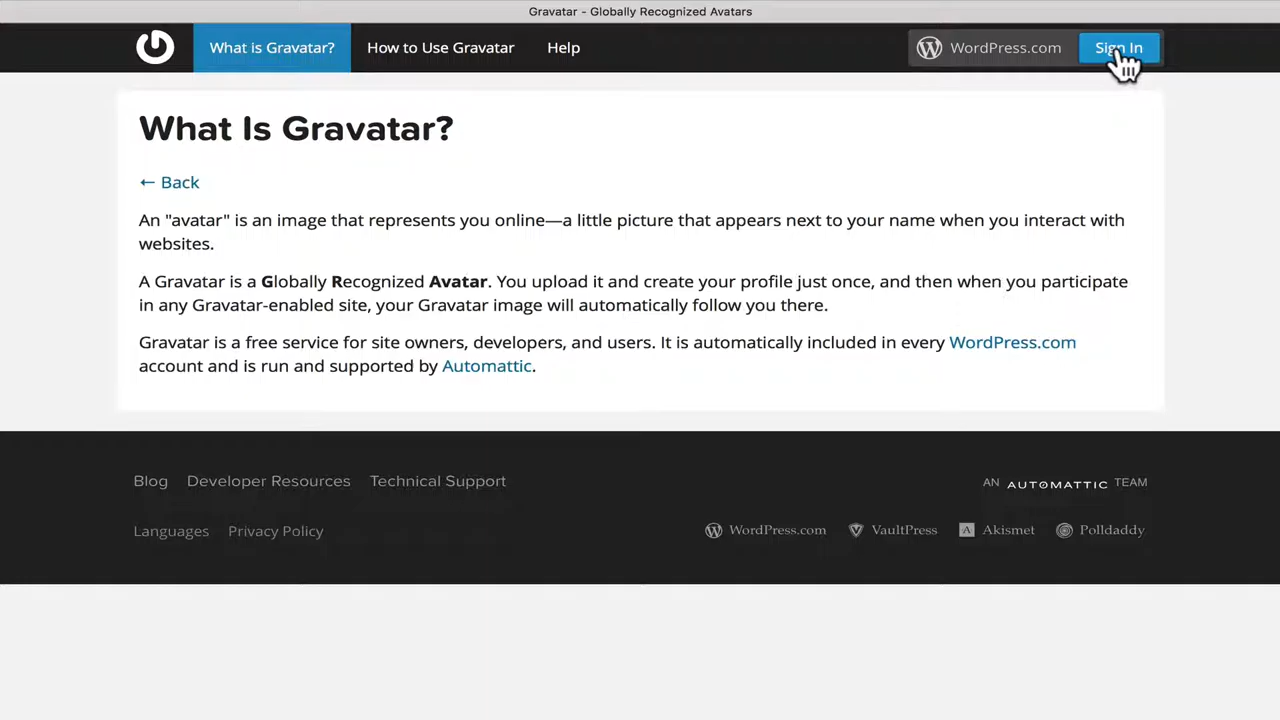 Gravatar - Globally Recognized Avatars
What is Gravatar? How to Use Gravatar Help WordPress.com Sign In
What Is Gravatar?
← Back
An "avatar" is an image that represents you online—a little picture that appears next to your name when you interact with
websites.
A Gravatar is a Globally Recognized Avatar. You upload it and create your profile just once, and then when you participate
in any Gravatar-enabled site, your Gravatar image will automatically follow you there.
Gravatar is a free service for site owners, developers, and users. It is automatically included in every WordPress.com
account and is run and supported by Automattic.
Blog Developer Resources Technical Support AN AUTOMATTIC TEAM
Languages Privacy Policy WordPress.com VaultPress Akismet Polldaddy